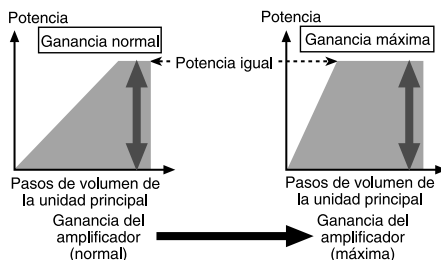 Potencia
Ganancia normal
Pasos de volumen de
la unidad principal
Ganancia del
amplificador
(normal)
Potencia igual
Potencia
Ganancia máxima
Pasos de volumen de
la unidad principal
Ganancia del
amplificador
(máxima)